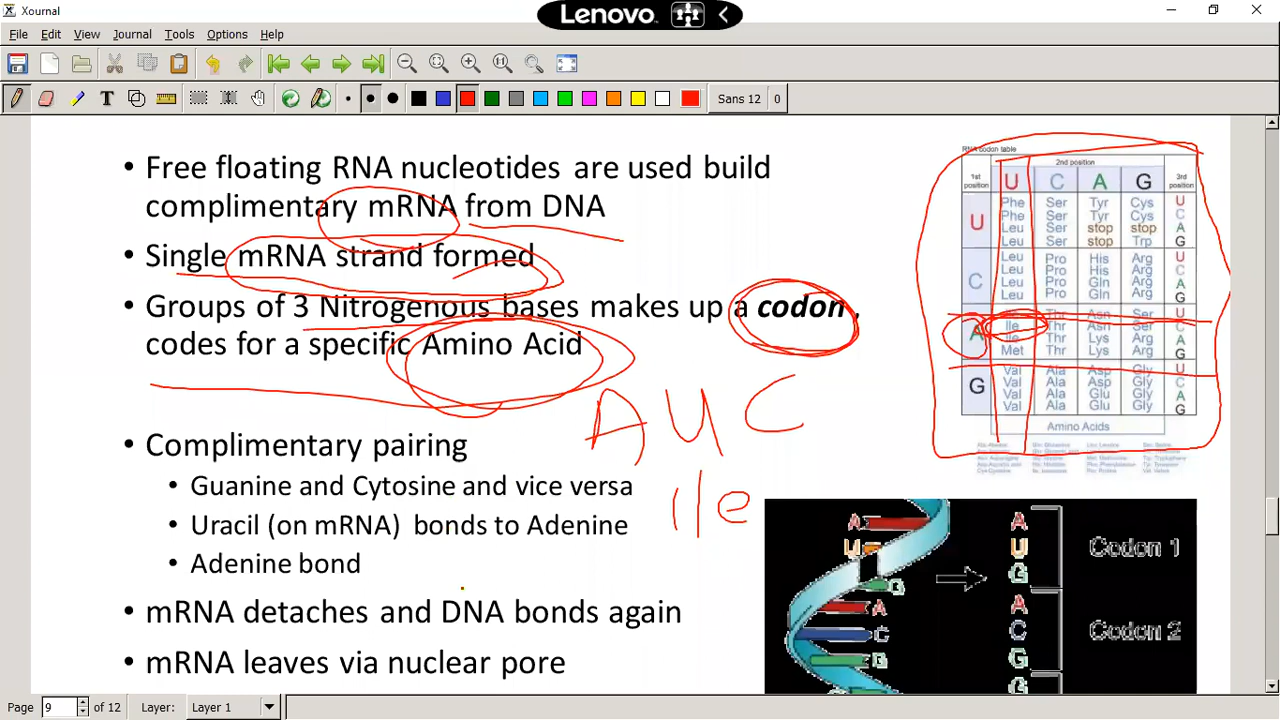 Xournal
Lenovo
File Edit View Journal Tools Options Help
Sans 12 0
• Free floating RNA nucleotides are used build
complimentary mRNA from DNA
• Single mRNA strand formed
• Groups of 3 Nitrogenous bases makes up a codon,
codes for a specific Amino Acid
AUC
Ile
• Complimentary pairing
• Guanine and Cytosine and vice versa
• Uracil (on mRNA) bonds to Adenine
• Adenine bond
• mRNA detaches and DNA bonds again
• mRNA leaves via nuclear pore
RNA codon table
2nd position
1st position U C A G 3rd position
U Phe Ser Tyr Cys U
Phe Ser Tyr Cys C
Leu Ser stop stop A
Leu Ser stop Trp G
C Leu Pro His Arg U
Leu Pro His Arg C
Leu Pro Gln Arg A
Leu Pro Gln Arg G
Thr Asn Ser U
A Ile Thr Asn Ser C
Ile Thr Lys Arg A
Met Thr Lys Arg G
Val Ala Asp Gly U
G Val Ala Asp Gly C
Val Ala Glu Gly A
Val Ala Glu Gly G
Amino Acids
A A
U U Codon 1
G G
A A
C C Codon 2
G G
G
Page 9 of 12 Layer: Layer 1